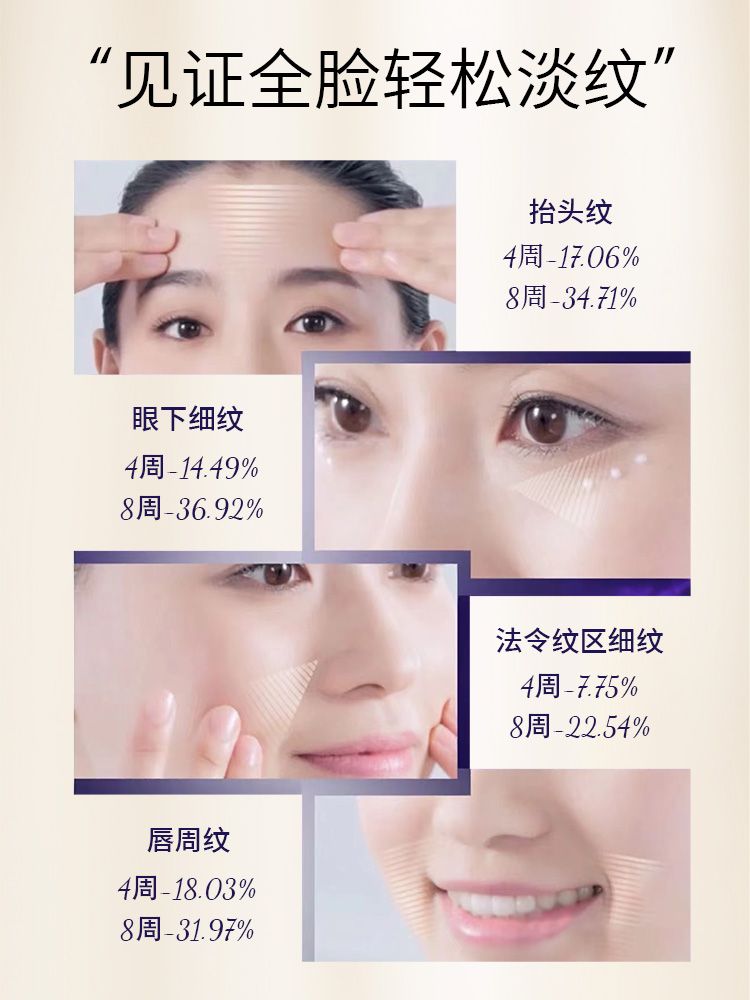 “见证全脸轻松淡纹”
抬头纹
4周-17.06%
8周-34.71%
眼下细纹
4周-14.49%
8周-36.92%
法令纹区细纹
4周-7.75%
8周-22.54%
唇周纹
4周-18.03%
8周-31.97%